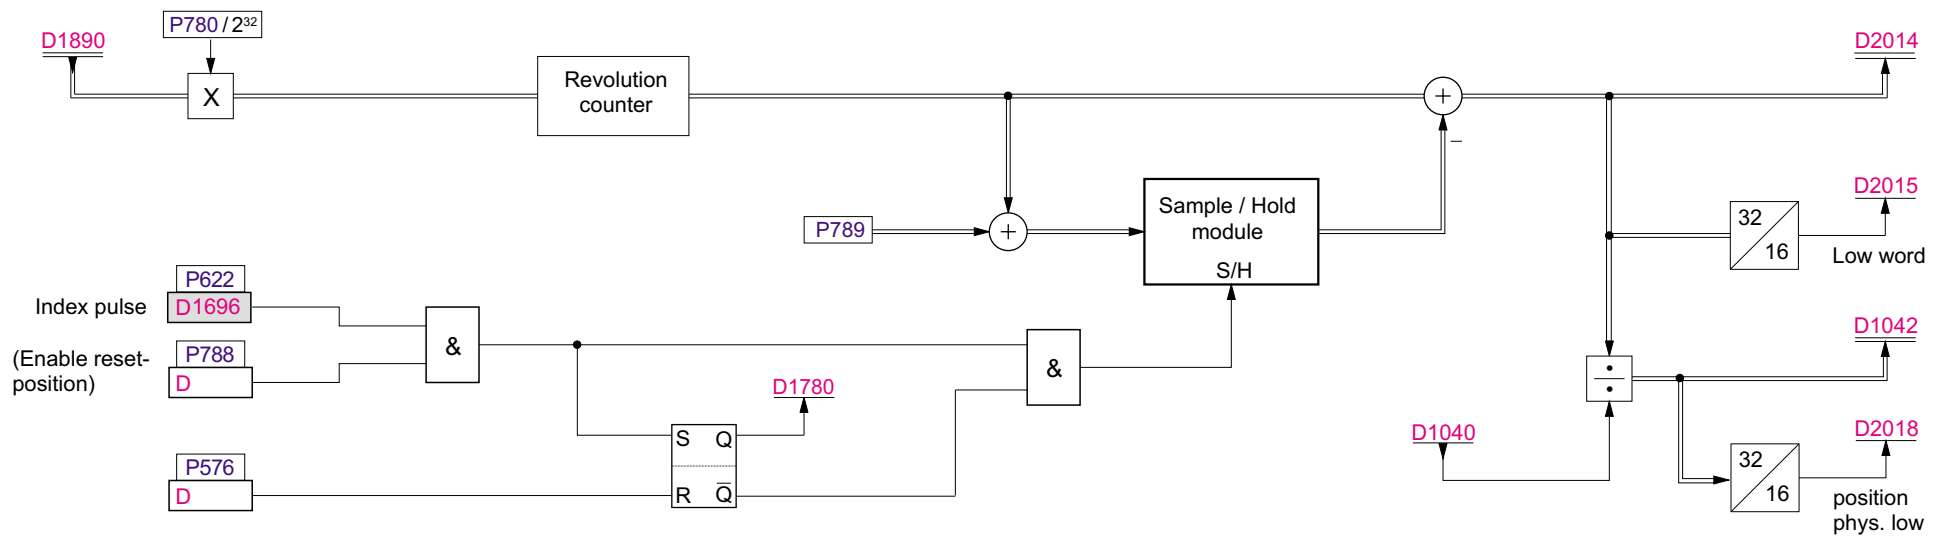 P780 / 2³²
D1890
D2014
X
Revolution
counter
+
–
D2015
P789
+
Sample / Hold
module
S/H
32
16
Low word
P622
Index pulse
D1696
&
(Enable reset-
position)
P788
D
&
D1780
D1042
S Q
R Q̅
P576
D
D1040
D2018
32
16
position
phys. low